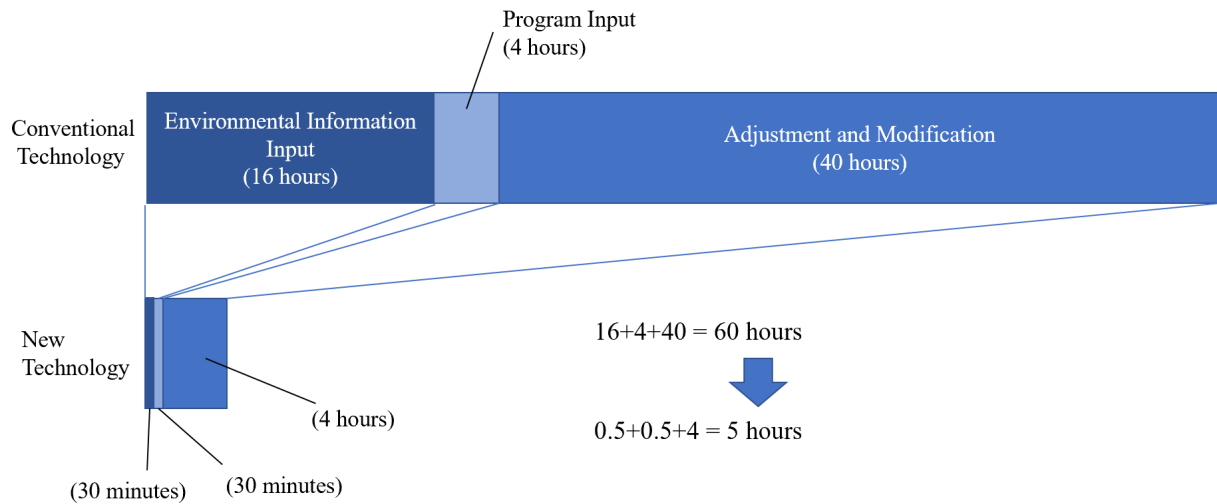 Program Input
(4 hours)
Conventional
Technology
Environmental Information
Input
(16 hours)
Adjustment and Modification
(40 hours)
New
Technology
16+4+40 = 60 hours
(4 hours)
0.5+0.5+4 = 5 hours
(30 minutes)
(30 minutes)